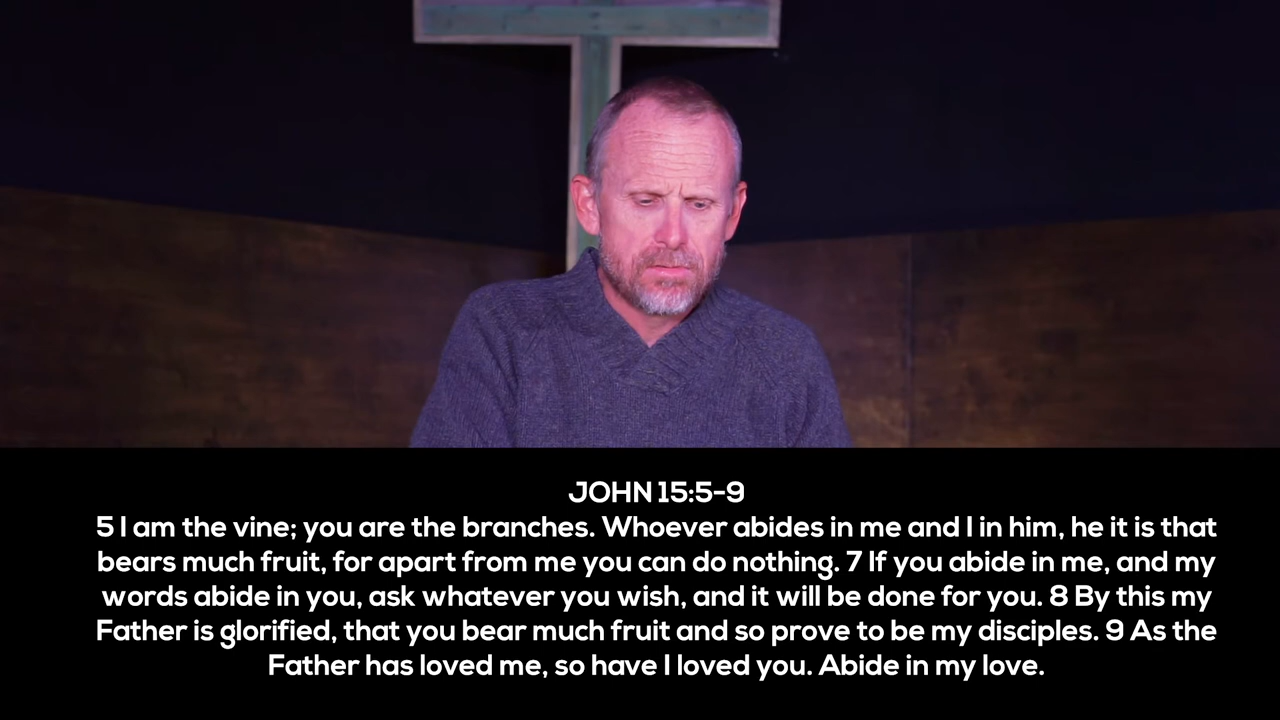 JOHN 15:5-9
5 I am the vine; you are the branches. Whoever abides in me and I in him, he it is that
bears much fruit, for apart from me you can do nothing. 7 If you abide in me, and my
words abide in you, ask whatever you wish, and it will be done for you. 8 By this my
Father is glorified, that you bear much fruit and so prove to be my disciples. 9 As the
Father has loved me, so have I loved you. Abide in my love.